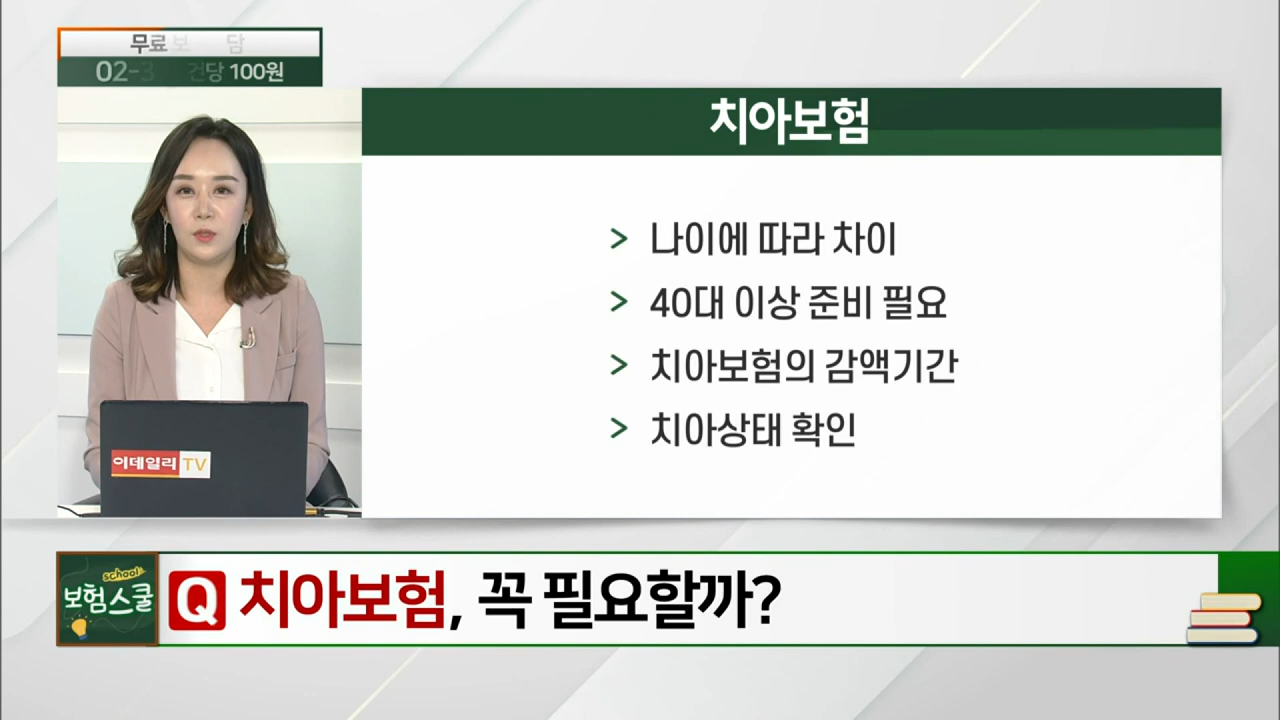 무료
02-3 건당 100원
치아보험
> 나이에 따라 차이
> 40대 이상 준비 필요
> 치아보험의 감액기간
> 치아상태 확인
이데일리 TV
school
보험스쿨
Q 치아보험, 꼭 필요할까?